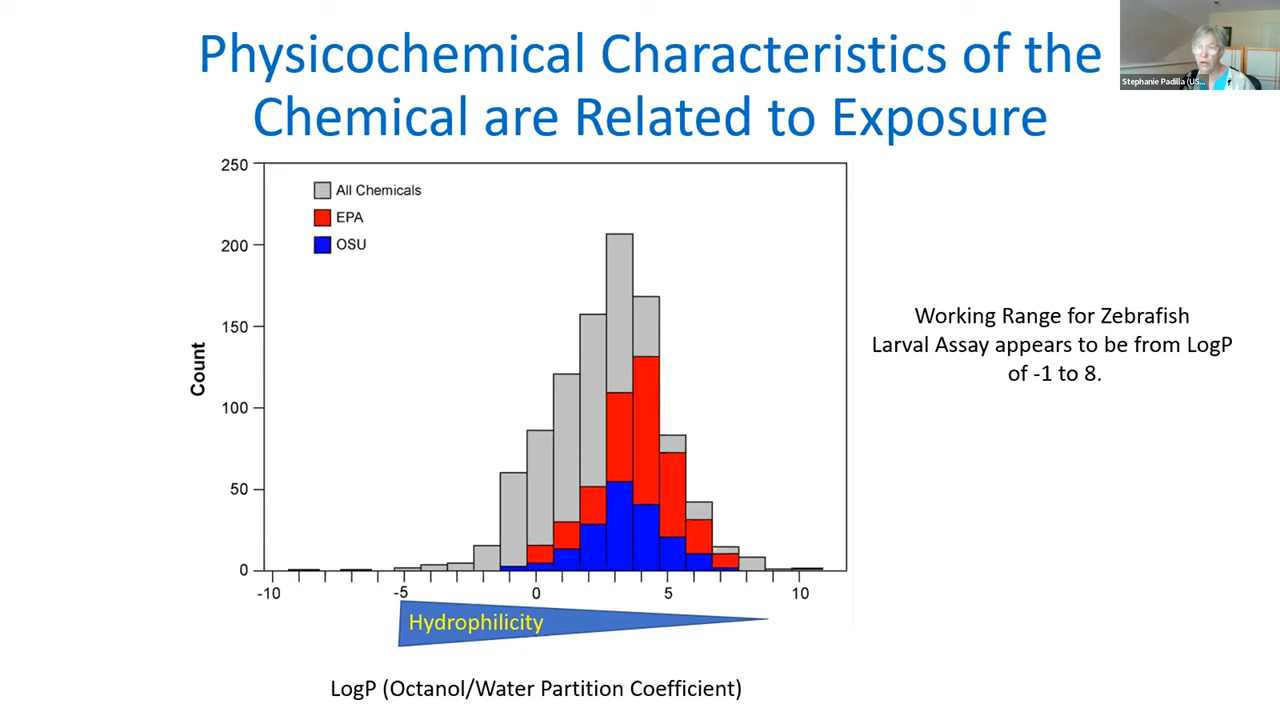 Physicochemical Characteristics of the
Chemical are Related to Exposure
Stephanie Padilla (US...
250
200
150
100
50
0
Count
All Chemicals
EPA
OSU
-10
-5
0
5
10
Hydrophilicity
LogP (Octanol/Water Partition Coefficient)
Working Range for Zebrafish
Larval Assay appears to be from LogP
of -1 to 8.